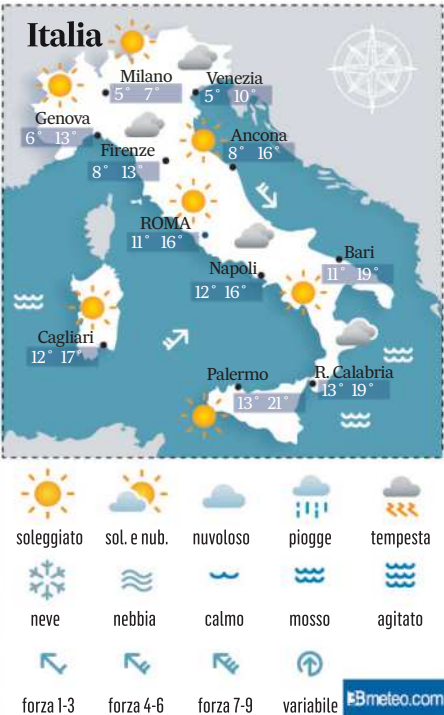 Italia
Milano
5° 7°
Venezia
5° 10°
Genova
6° 13°
Firenze
8° 13°
Ancona
8° 16°
ROMA
11° 16°
Napoli
12° 16°
Bari
11° 19°
Cagliari
12° 17°
Palermo
13° 21°
R. Calabria
13° 19°
soleggiato sol. e nub. nuvoloso piogge tempesta
neve nebbia calmo mosso agitato
forza 1-3 forza 4-6 forza 7-9 variabile
3Bmeteo.com